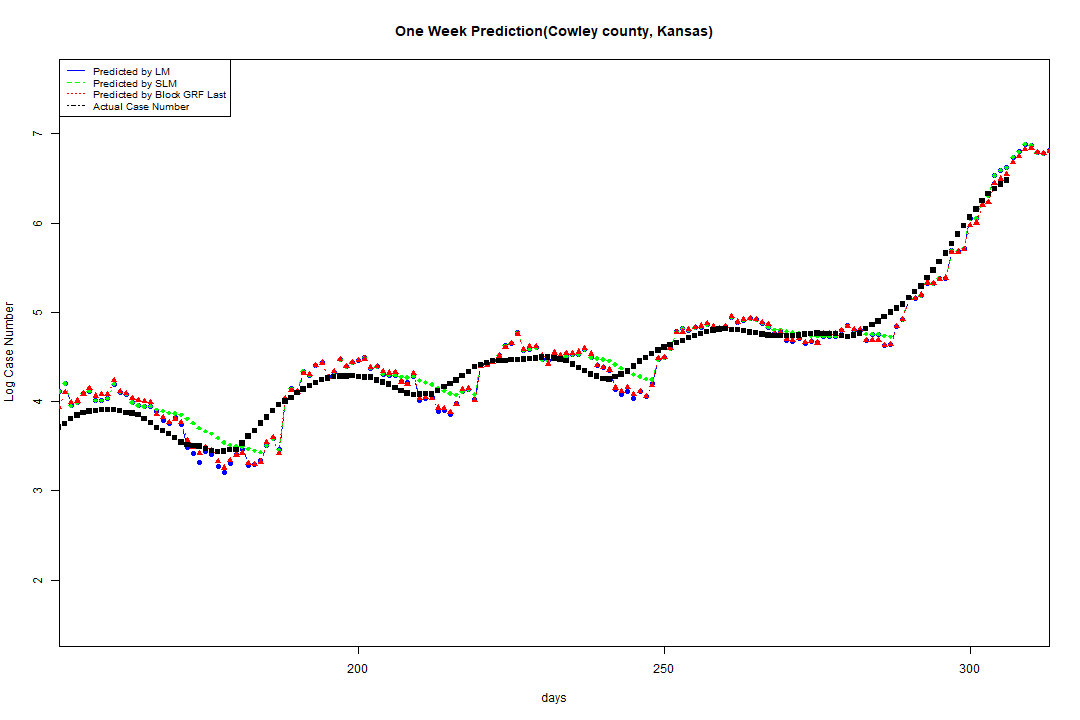 One Week Prediction(Cowley county, Kansas)
Predicted by LM
Predicted by SLM
Predicted by Block GRF Last
Actual Case Number
Log Case Number
7
6
5
4
3
2
200
250
300
days